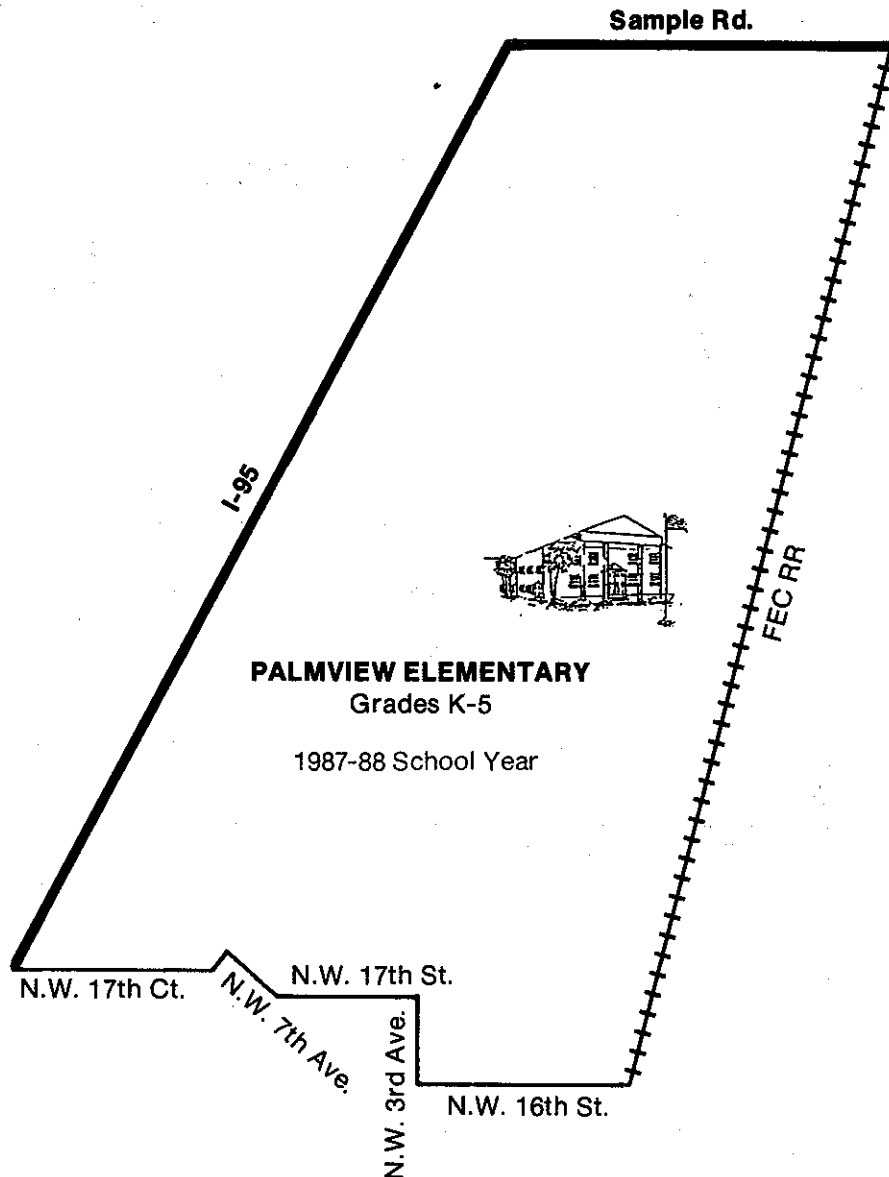 Sample Rd.
I-95
FEC RR
PALMVIEW ELEMENTARY
Grades K-5
1987-88 School Year
N.W. 17th Ct.
N.W. 7th Ave.
N.W. 17th St.
N.W. 3rd Ave.
N.W. 16th St.